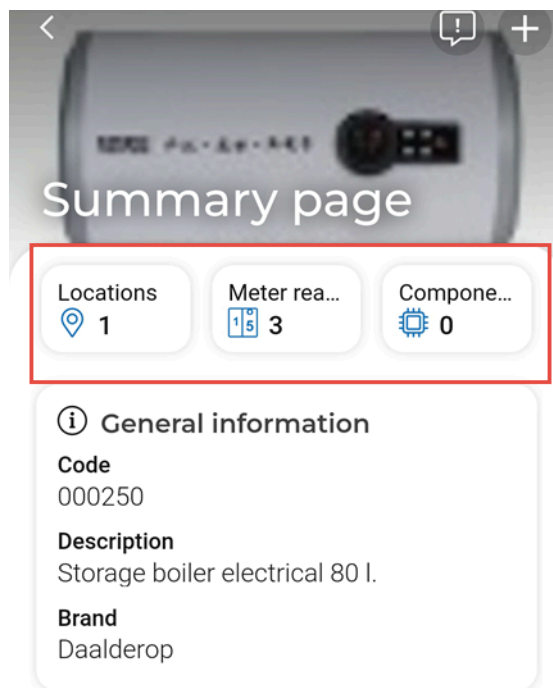 Summary page
Locations
1
Meter rea...
3
Compone...
0
General information
Code
000250
Description
Storage boiler electrical 80 l.
Brand
Daalderop